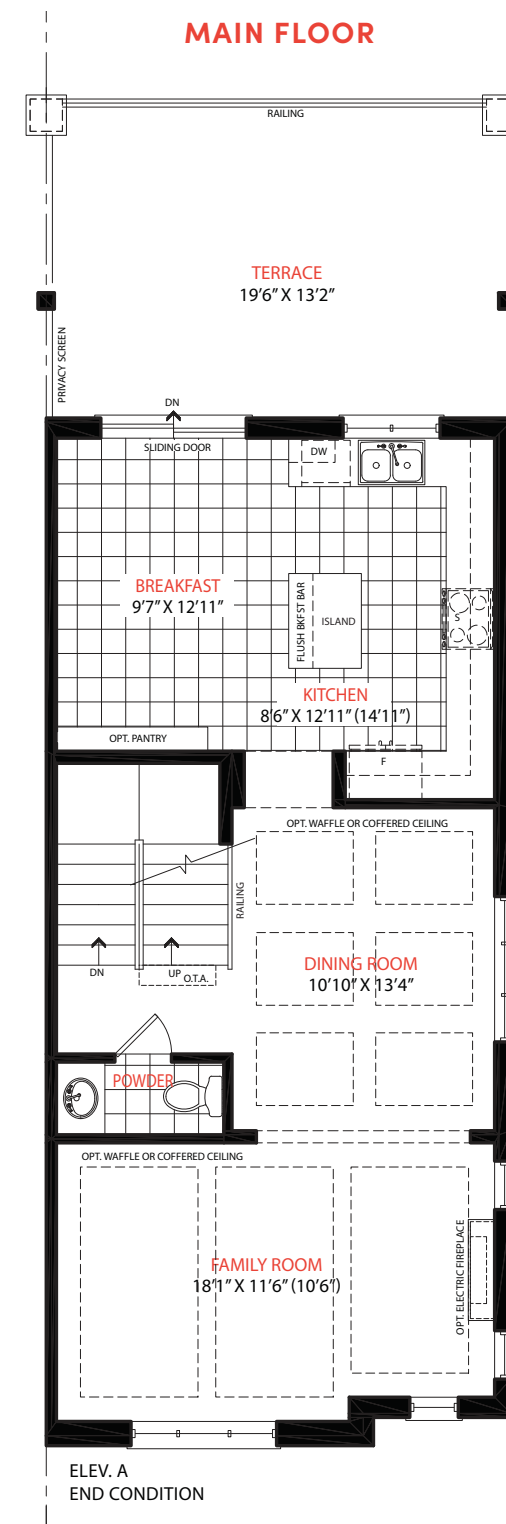 MAIN FLOOR
RAILING
TERRACE
19'6" X 13'2"
PRIVACY SCREEN
DN
SLIDING DOOR
DW
BREAKFAST
9'7" X 12'11"
FLUSH BKFST BAR
ISLAND
S
KITCHEN
8'6" X 12'11" (14'11")
OPT. PANTRY
F
OPT. WAFFLE OR COFFERED CEILING
RAILING
DINING ROOM
10'10" X 13'4"
DN
UP
O.T.A.
POWDER
OPT. WAFFLE OR COFFERED CEILING
OPT. ELECTRIC FIREPLACE
FAMILY ROOM
18'1" X 11'6" (10'6")
ELEV. A
END CONDITION